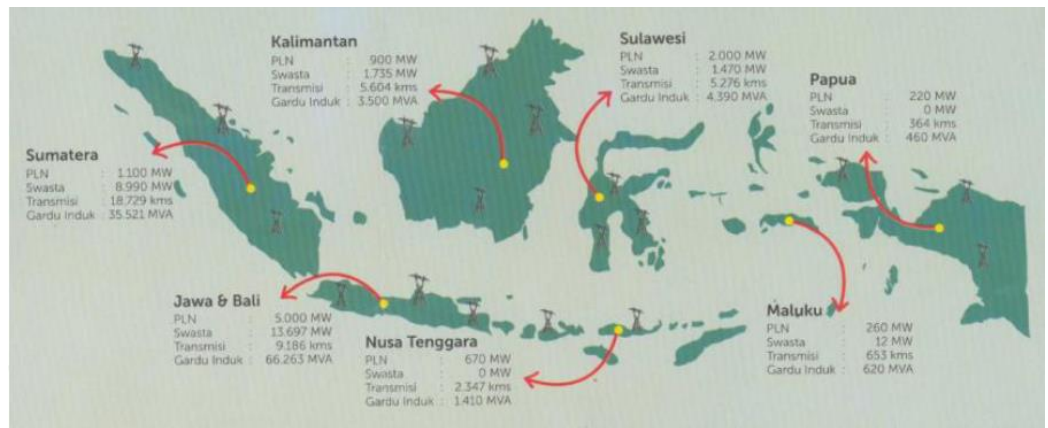 Kalimantan
PLN : 900 MW
Swasta : 1.735 MW
Transmisi : 5.604 kms
Gardu Induk : 3.500 MVA
Sulawesi
PLN : 2.000 MW
Swasta : 1.470 MW
Transmisi : 5.276 kms
Gardu Induk : 4.390 MVA
Papua
PLN : 220 MW
Swasta : 0 MW
Transmisi : 364 kms
Gardu Induk : 460 MVA
Sumatera
PLN : 1.100 MW
Swasta : 8.990 MW
Transmisi : 18.729 kms
Gardu Induk : 35.521 MVA
Jawa & Bali
PLN : 5.000 MW
Swasta : 13.697 MW
Transmisi : 9.186 kms
Gardu Induk : 66.263 MVA
Nusa Tenggara
PLN : 670 MW
Swasta : 0 MW
Transmisi : 2.347 kms
Gardu Induk : 1.410 MVA
Maluku
PLN : 260 MW
Swasta : 12 MW
Transmisi : 653 kms
Gardu Induk : 620 MVA